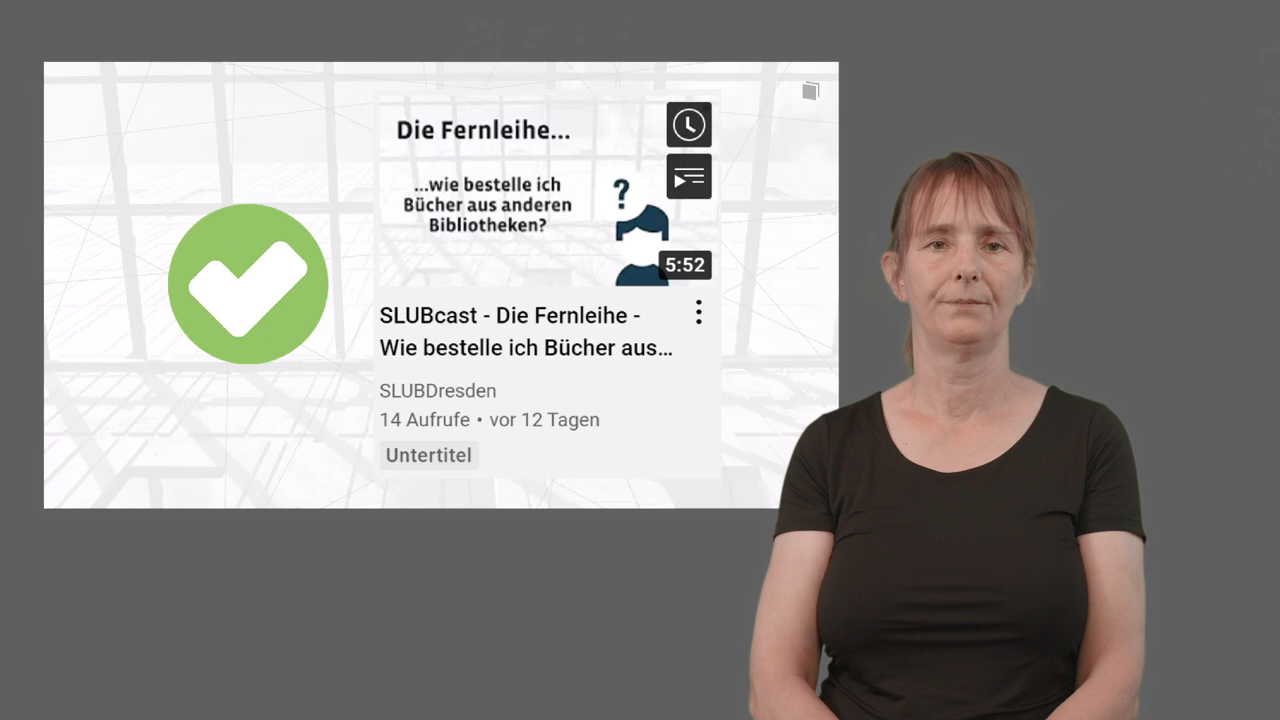 Die Fernleihe...
...wie bestelle ich
Bücher aus anderen
Bibliotheken?
?
5:52
SLUBcast - Die Fernleihe -
Wie bestelle ich Bücher aus...
SLUBDresden
14 Aufrufe • vor 12 Tagen
Untertitel